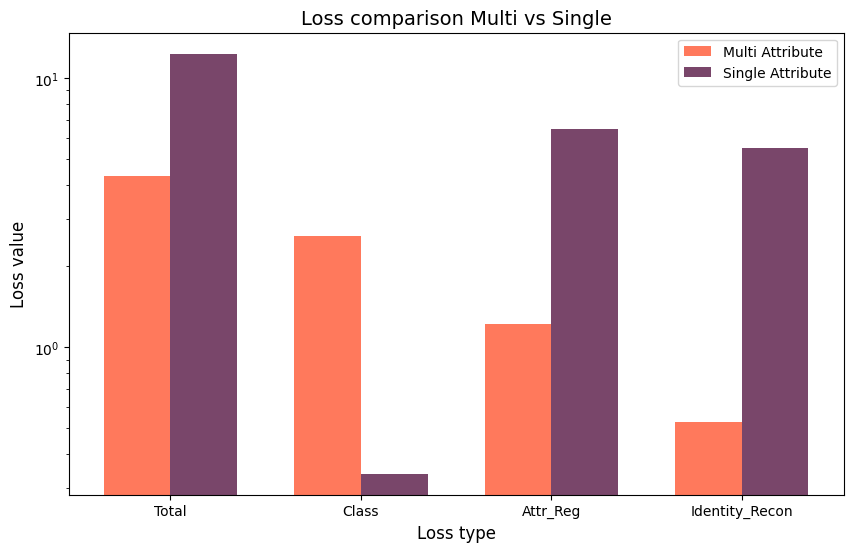 Loss comparison Multi vs Single
Multi Attribute
Single Attribute
10¹
10⁰
Loss value
Total Class Attr_Reg Identity_Recon
Loss type